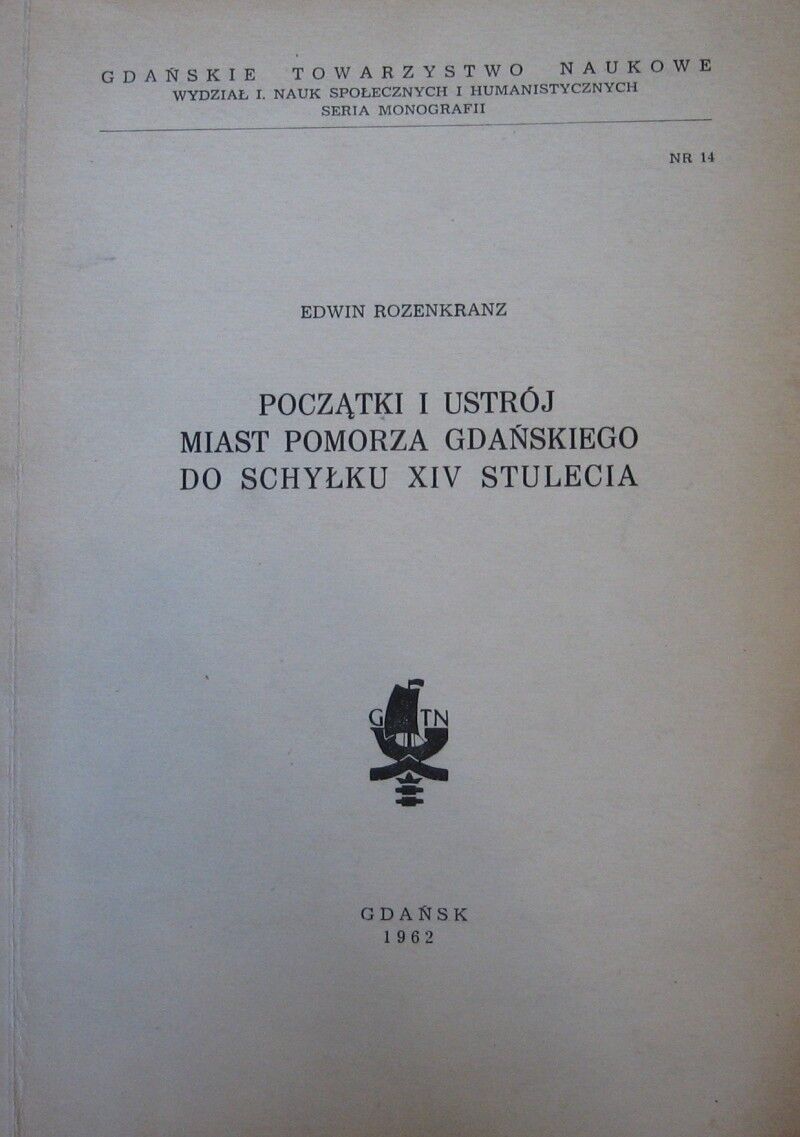 GDAŃSKIE TOWARZYSTWO NAUKOWE
WYDZIAŁ I. NAUK SPOŁECZNYCH I HUMANISTYCZNYCH
SERIA MONOGRAFII
NR 14
EDWIN ROZENKRANZ
POCZĄTKI I USTRÓJ
MIAST POMORZA GDAŃSKIEGO
DO SCHYŁKU XIV STULECIA
G TN
GDAŃSK
1962